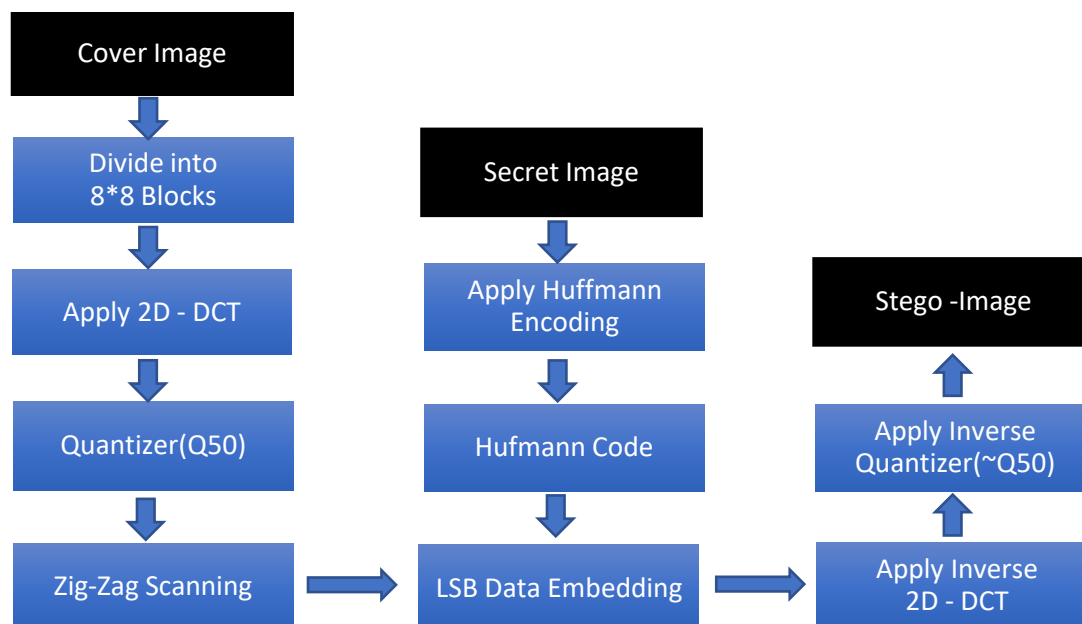 Cover Image
Divide into
8*8 Blocks
Apply 2D - DCT
Quantizer(Q50)
Zig-Zag Scanning
Secret Image
Apply Huffmann
Encoding
Hufmann Code
LSB Data Embedding
Stego -Image
Apply Inverse
Quantizer(~Q50)
Apply Inverse
2D - DCT